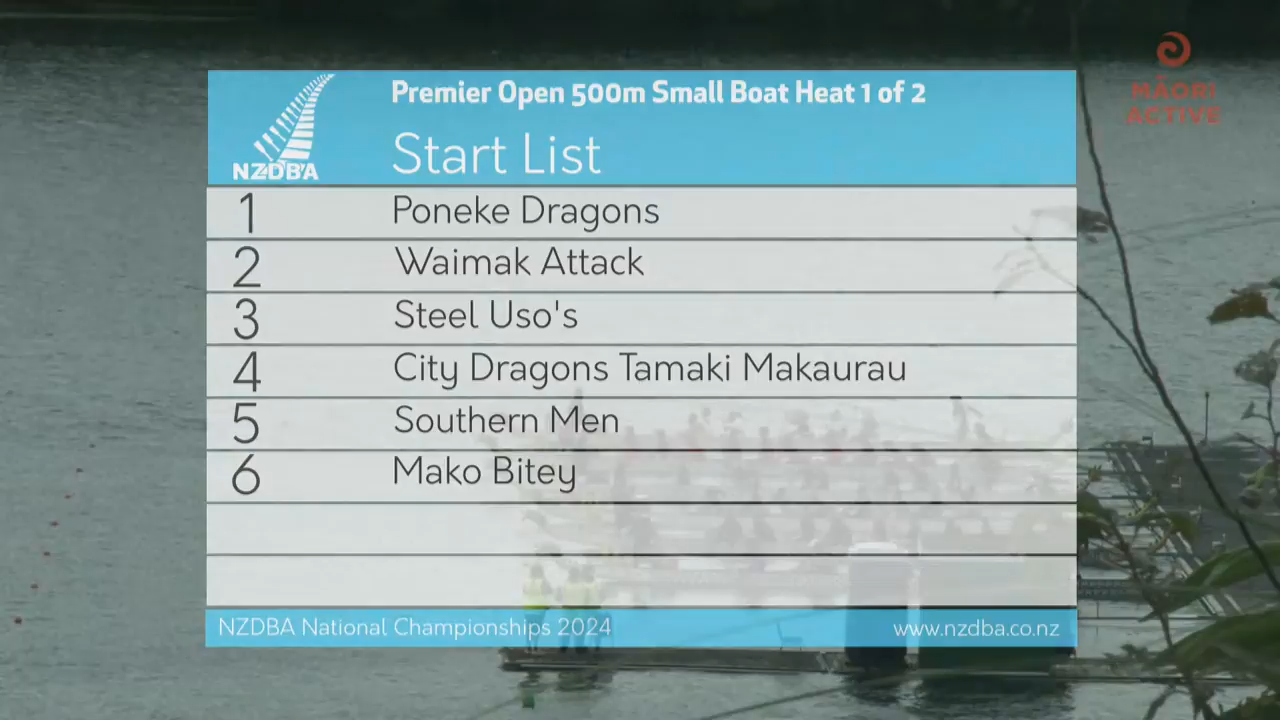 MĀORI
ACTIVE
NZDBA
Premier Open 500m Small Boat Heat 1 of 2
Start List
1 Poneke Dragons
2 Waimak Attack
3 Steel Uso's
4 City Dragons Tamaki Makaurau
5 Southern Men
6 Mako Bitey
NZDBA National Championships 2024 www.nzdba.co.nz